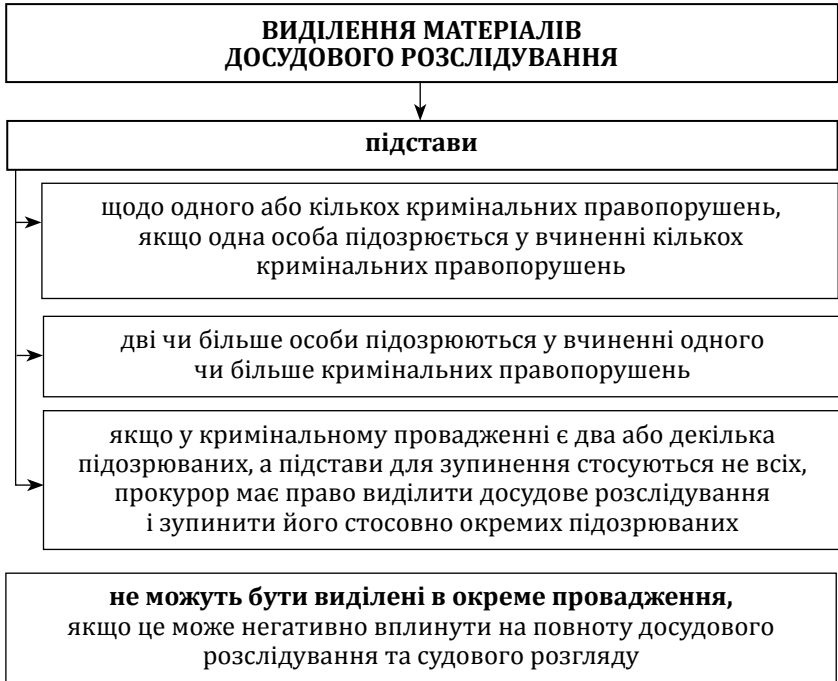 ВИДІЛЕННЯ МАТЕРІАЛІВ
ДОСУДОВОГО РОЗСЛІДУВАННЯ
підстави
щодо одного або кількох кримінальних правопорушень,
якщо одна особа підозрюється у вчиненні кількох
кримінальних правопорушень
дві чи більше особи підозрюються у вчиненні одного
чи більше кримінальних правопорушень
якщо у кримінальному провадженні є два або декілька
підозрюваних, а підстави для зупинення стосуються не всіх,
прокурор має право виділити досудове розслідування
і зупинити його стосовно окремих підозрюваних
не можуть бути виділені в окреме провадження,
якщо це може негативно вплинути на повноту досудового
розслідування та судового розгляду